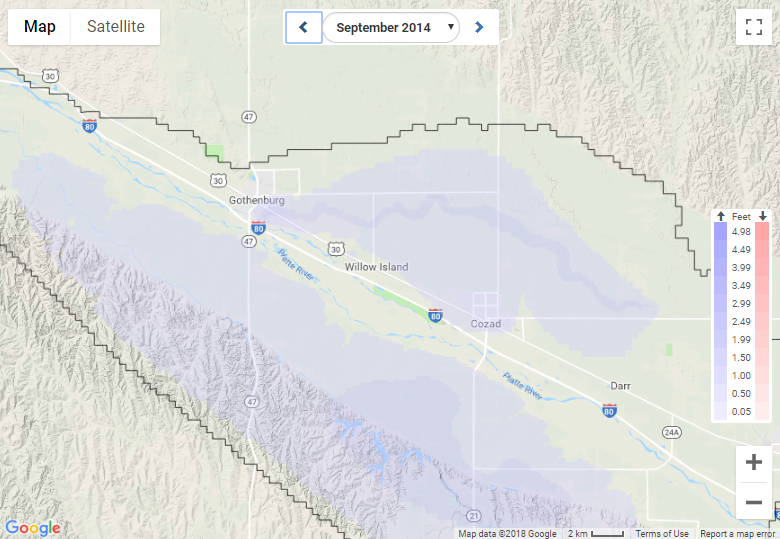 Map
Satellite
September 2014
30
80
47
30
Gothenburg
80
47
30
Platte River
Willow Island
80
Cozad
Platte River
Darr
80
47
24A
21
Feet
4.98
4.49
3.99
3.49
2.99
2.49
1.99
1.50
1.00
0.50
0.05
Google
Map data ©2018 Google
2 km
Terms of Use
Report a map error